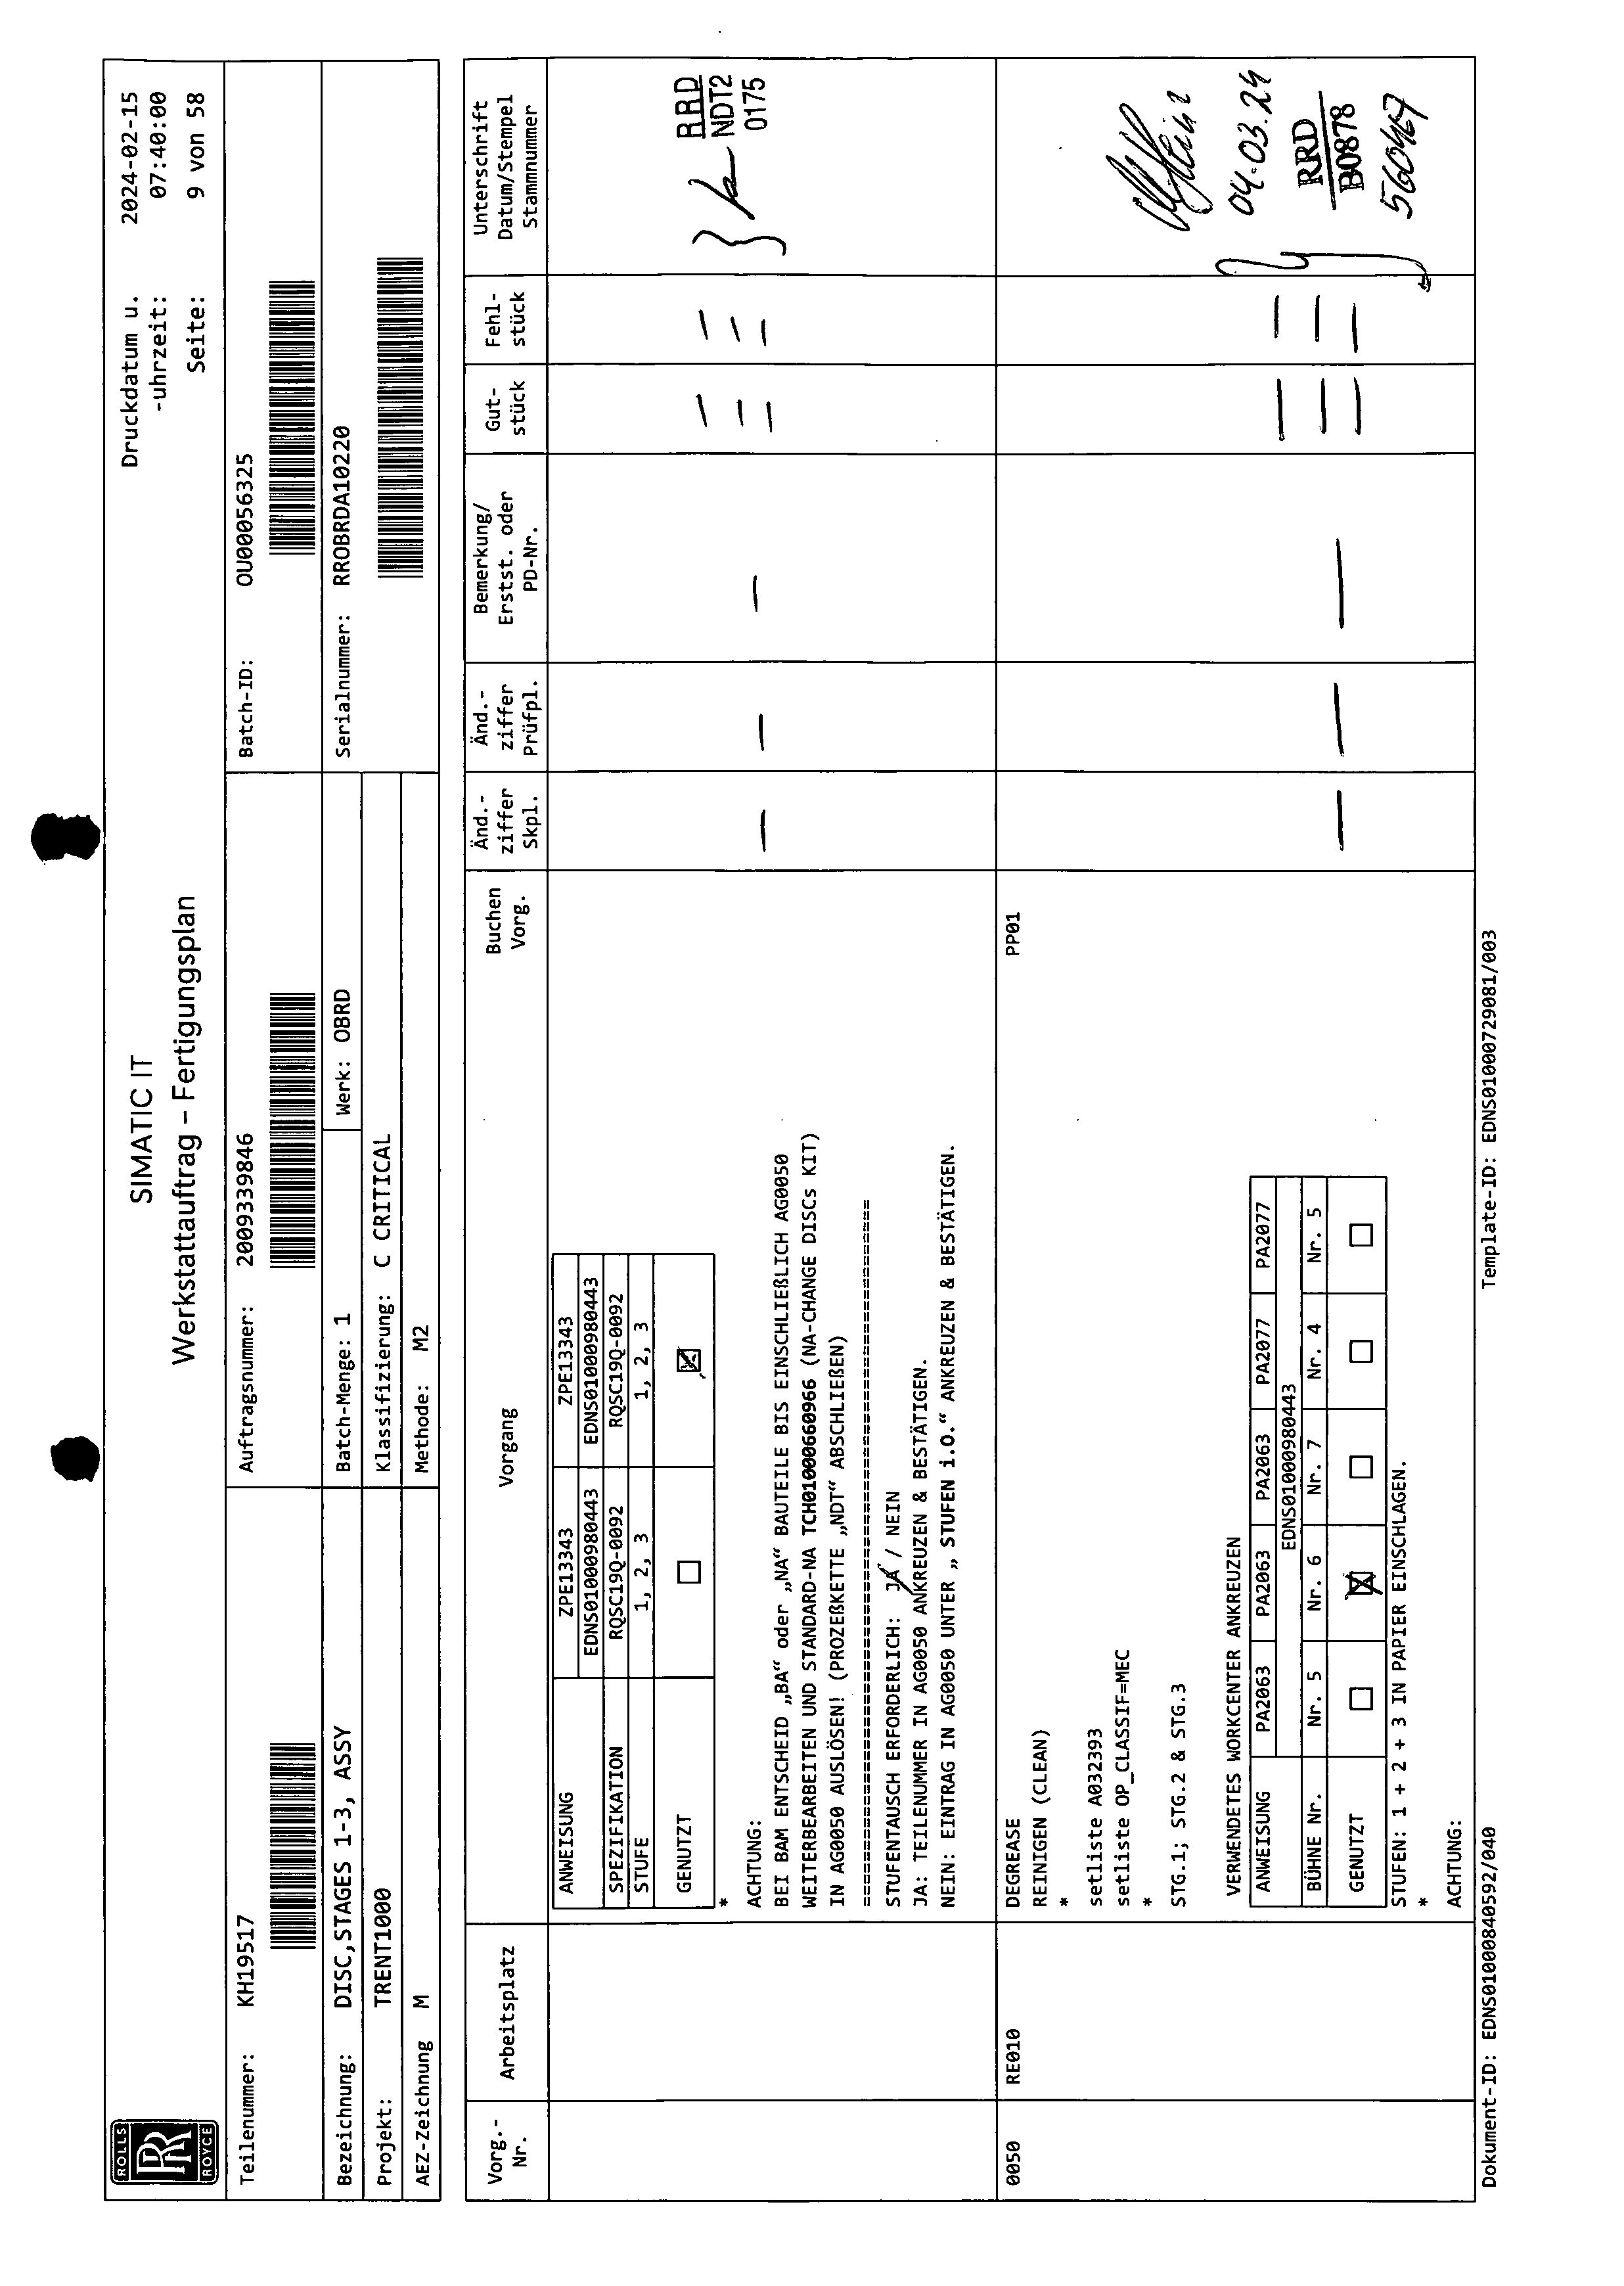 ROLLS
RR
ROYCE
SIMATIC IT
Werkstattauftrag – Fertigungsplan
Druckdatum u. 2024-02-15
-uhrzeit: 07:40:00
Seite: 9 von 58
Teilenummer: KH19517
Auftragsnummer: 2009339846
Batch-ID: OU00056325
Bezeichnung: DISC,STAGES 1-3, ASSY
Batch-Menge: 1
Werk: OBRD
Serialnummer: RROBRDA10220
Projekt: TRENT1000
Klassifizierung: C CRITICAL
AEZ-Zeichnung M
Methode: M2
Vorg.-
Nr.
Arbeitsplatz
Vorgang
Buchen
Vorg.
Änd.-
ziffer
Skpl.
Änd.-
ziffer
Prüfpl.
Bemerkung/
Erstst. oder
PD-Nr.
Gut-
stück
Fehl-
stück
Unterschrift
Datum/Stempel
Stammnummer
ANWEISUNG ZPE13343 ZPE13343
EDNS01000980443 EDNS01000980443
SPEZIFIKATION RQSC19Q-0092 RQSC19Q-0092
STUFE 1, 2, 3 1, 2, 3
GENUTZT ☐ ☒
*
ACHTUNG:
BEI BAM ENTSCHEID „BA“ oder „NA“ BAUTEILE BIS EINSCHLIEßLICH AG0050
WEITERBEARBEITEN UND STANDARD-NA TCH01000660966 (NA-CHANGE DISCs KIT)
IN AG0050 AUSLÖSEN! (PROZEßKETTE „NDT“ ABSCHLIEßEN)
=======================================================
STUFENTAUSCH ERFORDERLICH: JA / NEIN
JA: TEILENUMMER IN AG0050 ANKREUZEN & BESTÄTIGEN.
NEIN: EINTRAG IN AG0050 UNTER „ STUFEN i.O.“ ANKREUZEN & BESTÄTIGEN.
RRD
NDT2
0175
0050 RE010 DEGREASE PP01
REINIGEN (CLEAN)
*
setliste A032393
setliste OP_CLASSIF=MEC
*
STG.1; STG.2 & STG.3
VERWENDETES WORKCENTER ANKREUZEN
ANWEISUNG PA2063 PA2063 PA2063 PA2077 PA2077
EDNS01000980443
BÜHNE Nr. Nr. 5 Nr. 6 Nr. 7 Nr. 4 Nr. 5
GENUTZT ☐ ☒ ☐ ☐ ☐
STUFEN: 1 + 2 + 3 IN PAPIER EINSCHLAGEN.
*
ACHTUNG:
04.03.24
RRD
B0878
560467
Dokument-ID: EDNS01000840592/040
Template-ID: EDNS01000729081/003